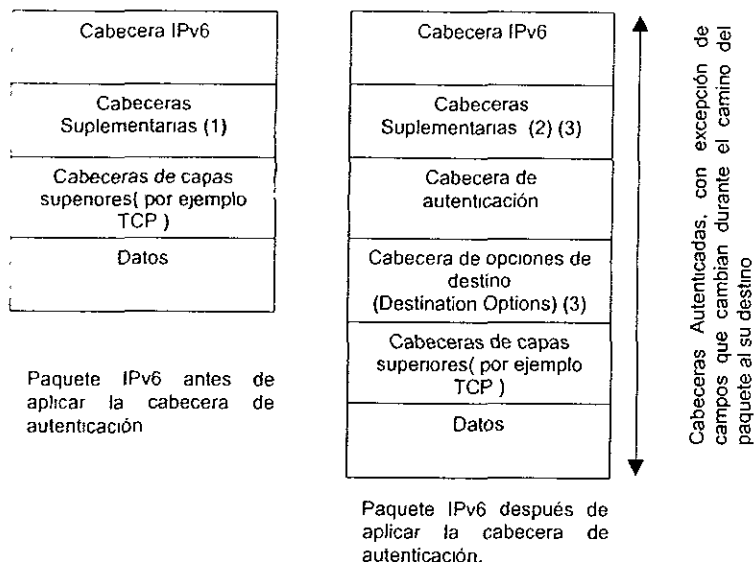 Cabecera IPv6
Cabeceras
Suplementarias (1)
Cabeceras de capas
superiores( por ejemplo
TCP )
Datos
Paquete IPv6 antes de
aplicar la cabecera de
autenticación
Cabecera IPv6
Cabeceras
Suplementarias (2) (3)
Cabecera de
autenticación
Cabecera de opciones de
destino
(Destination Options) (3)
Cabeceras de capas
superiores( por ejemplo
TCP )
Datos
Paquete IPv6 después de
aplicar la cabecera de
autenticación.
Cabeceras Autenticadas, con excepción de
campos que cambian durante el camino del
paquete al su destino